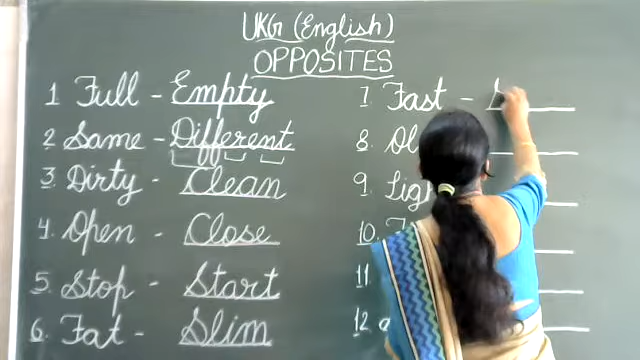 UKG (English)
OPPOSITES
1 Full - Empty
2 Same - Different
3. Dirty - Clean
4. Open - Close
5. Stop - Start
6. Fat - Slim
7. Fast - S
8.
9.
10.
11
12